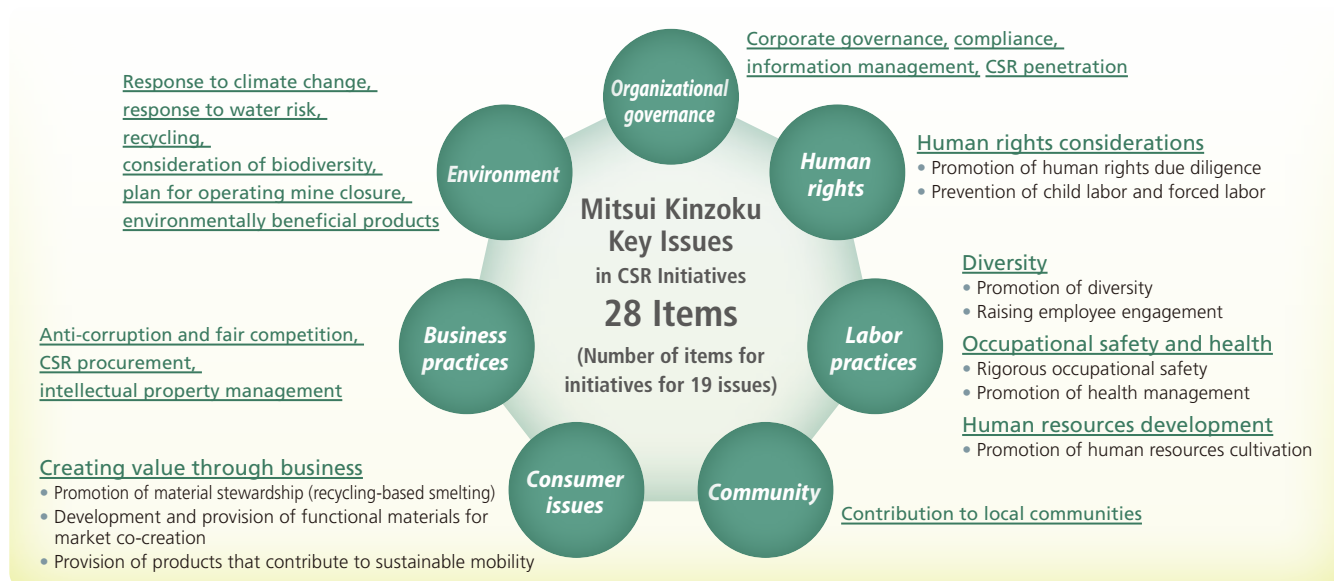 Organizational
governance
Corporate governance, compliance,
information management, CSR penetration
Human
rights
Human rights considerations
• Promotion of human rights due diligence
• Prevention of child labor and forced labor
Labor
practices
Diversity
• Promotion of diversity
• Raising employee engagement
Occupational safety and health
• Rigorous occupational safety
• Promotion of health management
Human resources development
• Promotion of human resources cultivation
Community
Contribution to local communities
Consumer
issues
Creating value through business
• Promotion of material stewardship (recycling-based smelting)
• Development and provision of functional materials for
market co-creation
• Provision of products that contribute to sustainable mobility
Business
practices
Anti-corruption and fair competition,
CSR procurement,
intellectual property management
Environment
Response to climate change,
response to water risk,
recycling,
consideration of biodiversity,
plan for operating mine closure,
environmentally beneficial products
Mitsui Kinzoku
Key Issues
in CSR Initiatives
28 Items
(Number of items for
initiatives for 19 issues)